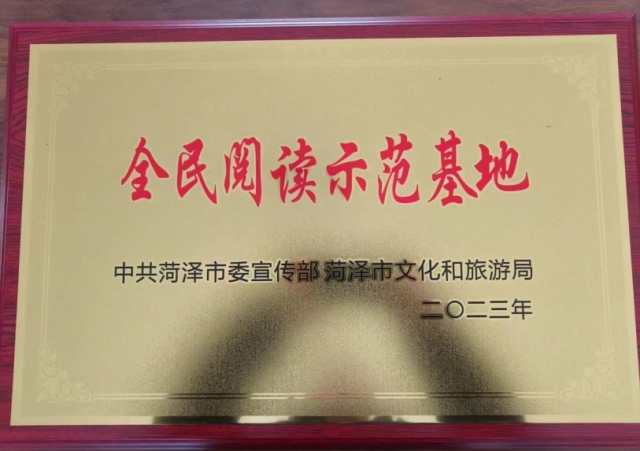 全民阅读示范基地
中共菏泽市委宣传部 菏泽市文化和旅游局
二〇二三年